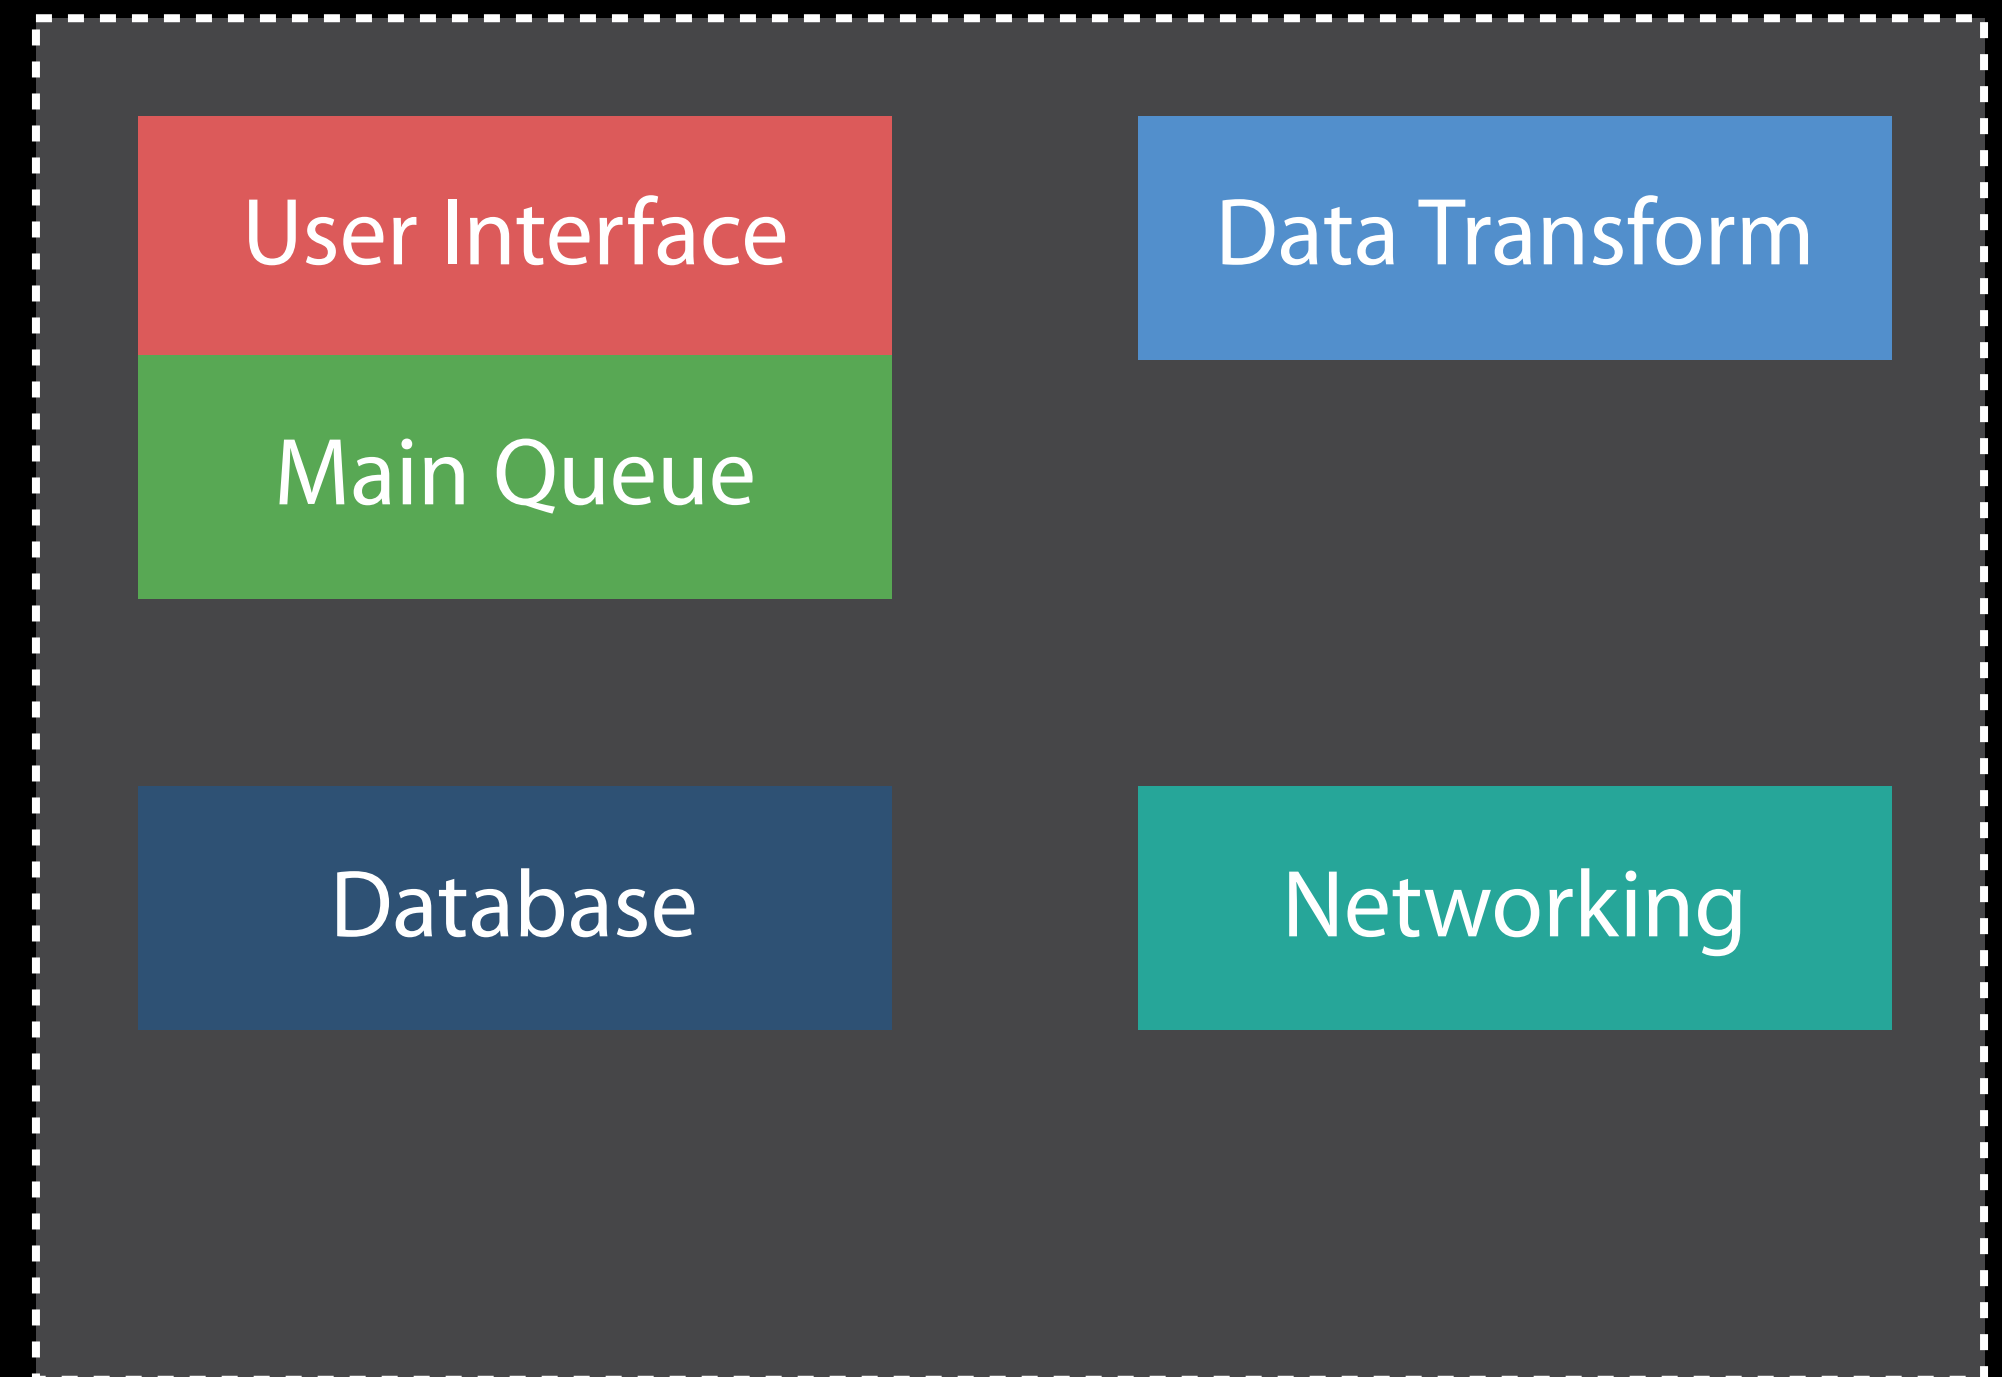 User Interface
Data Transform
Main Queue
Database
Networking